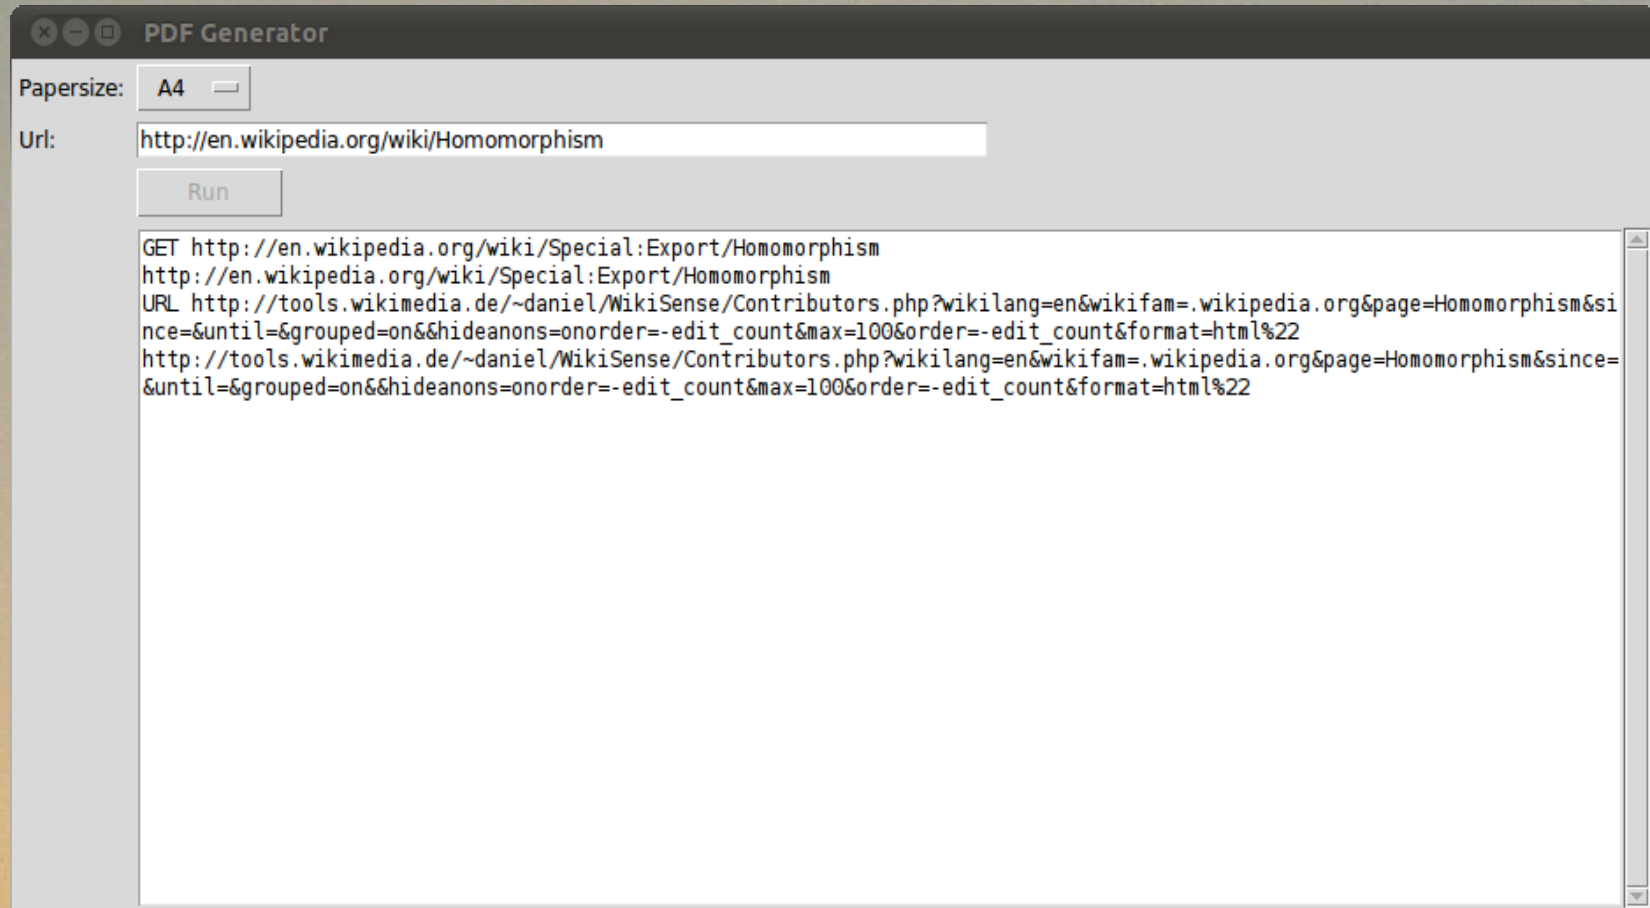 PDF Generator
Papersize: A4
Url: http://en.wikipedia.org/wiki/Homomorphism
Run
GET http://en.wikipedia.org/wiki/Special:Export/Homomorphism
http://en.wikipedia.org/wiki/Special:Export/Homomorphism
URL http://tools.wikimedia.de/~daniel/WikiSense/Contributors.php?wikilang=en&wikifam=.wikipedia.org&page=Homomorphism&si
nce=&until=&grouped=on&&hideanons=onorder=-edit_count&max=100&order=-edit_count&format=html%22
http://tools.wikimedia.de/~daniel/WikiSense/Contributors.php?wikilang=en&wikifam=.wikipedia.org&page=Homomorphism&since=
&until=&grouped=on&&hideanons=onorder=-edit_count&max=100&order=-edit_count&format=html%22